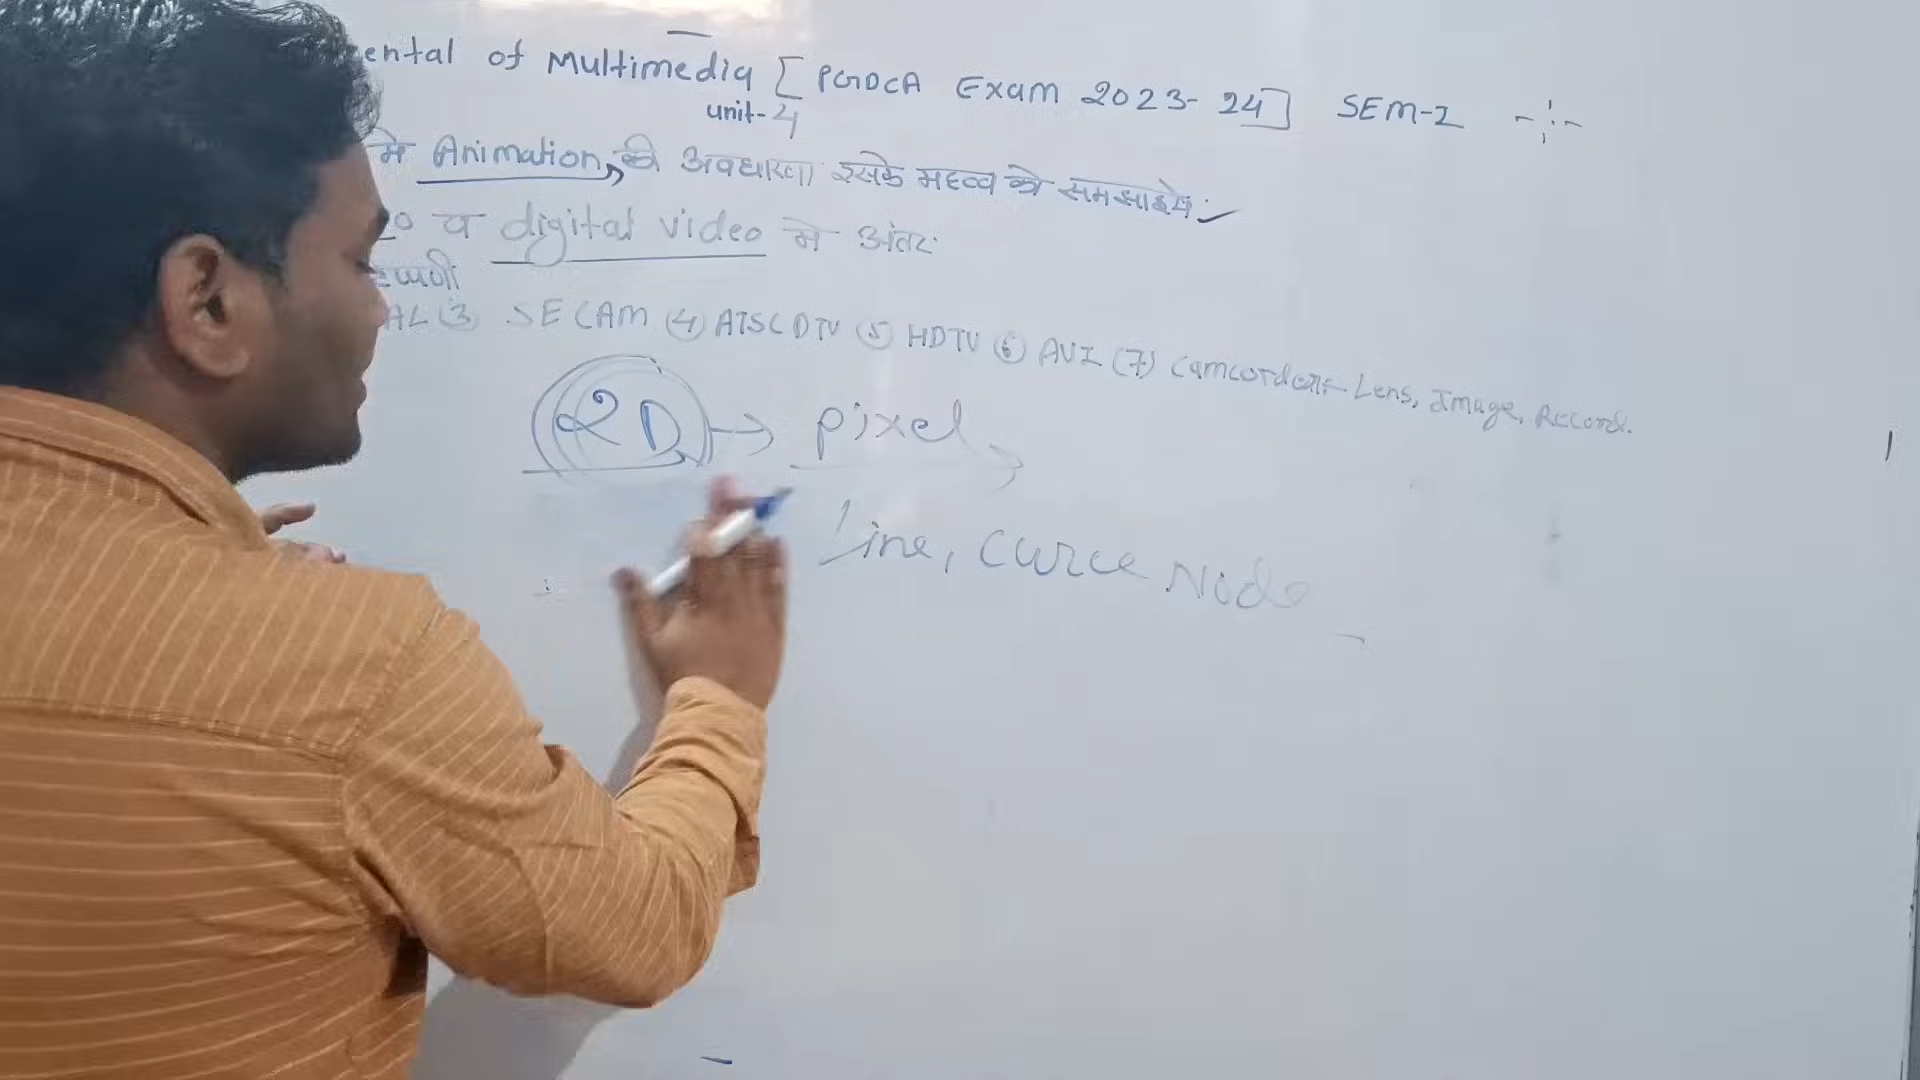 ental of Multimedia [PGDCA Exam 2023-24] SEM-I
unit-4
मे Animation, की अवधारणा इसके महत्व को समझाइये:
व digital video मे अंतर:
प्पणी
AL (3) SECAM (4) ATSC DTV (5) HDTV (6) AVI (7) Camcorder:- Lens, Image, Record.
2D → pixel
Line, Curve Node